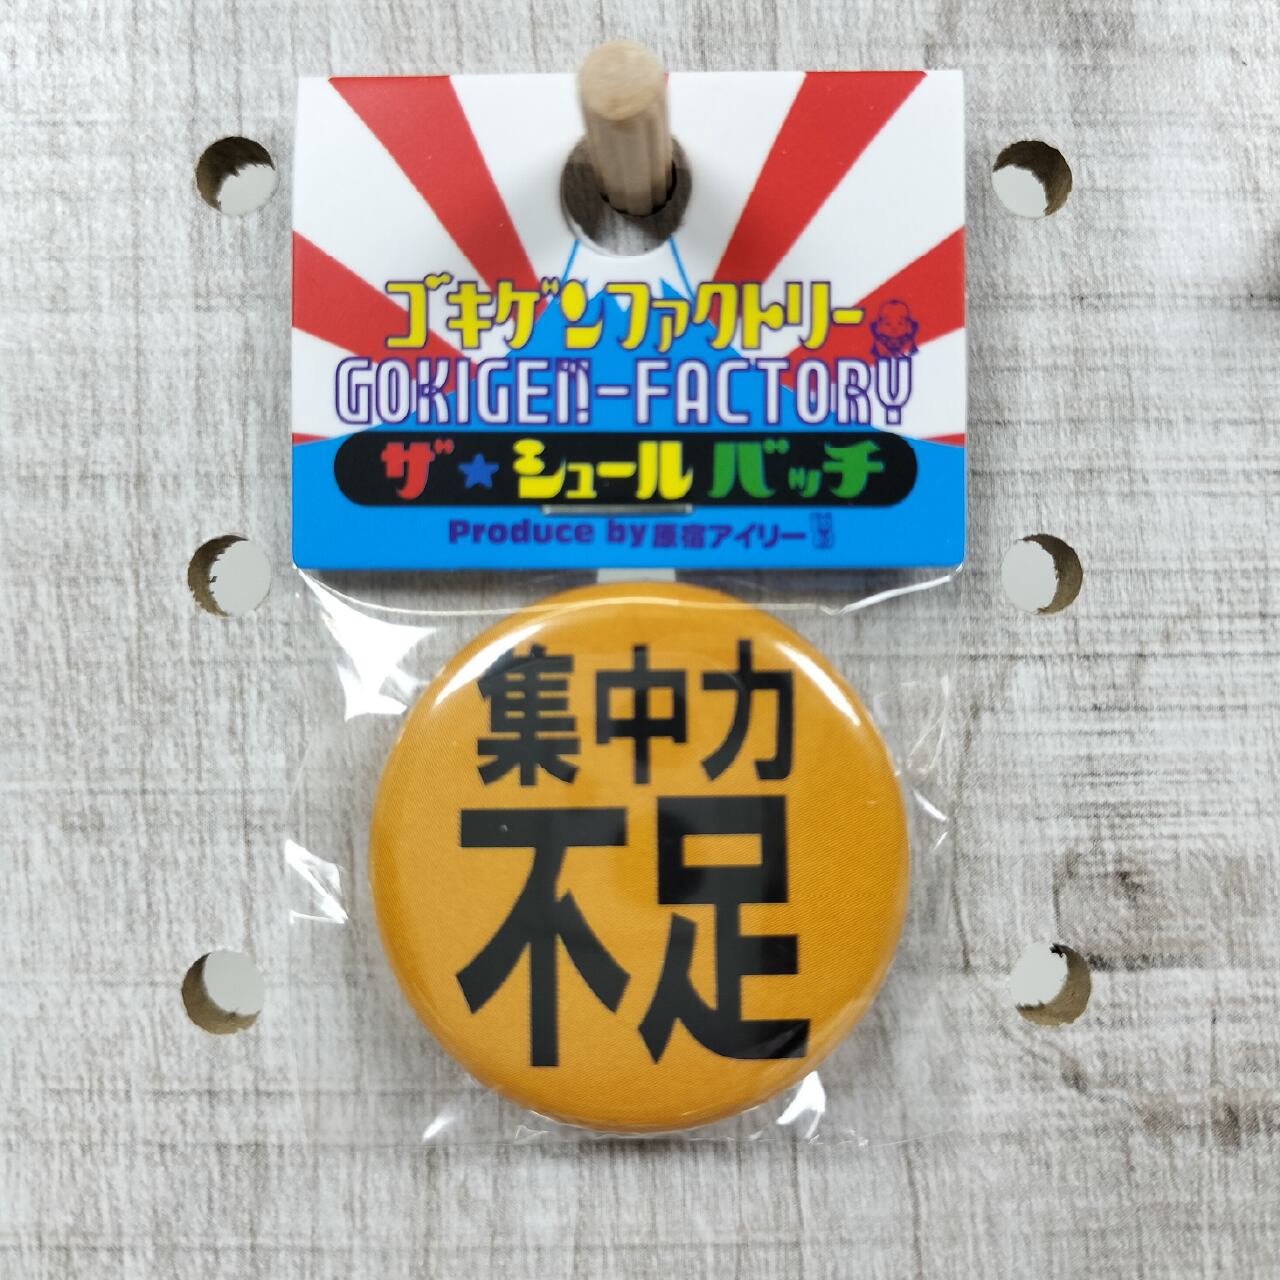 ゴキゲンファクトリー
GOKIGEN-FACTORY
ザ★シュールバッチ
Produce by 原宿アイリー
集中力
不足